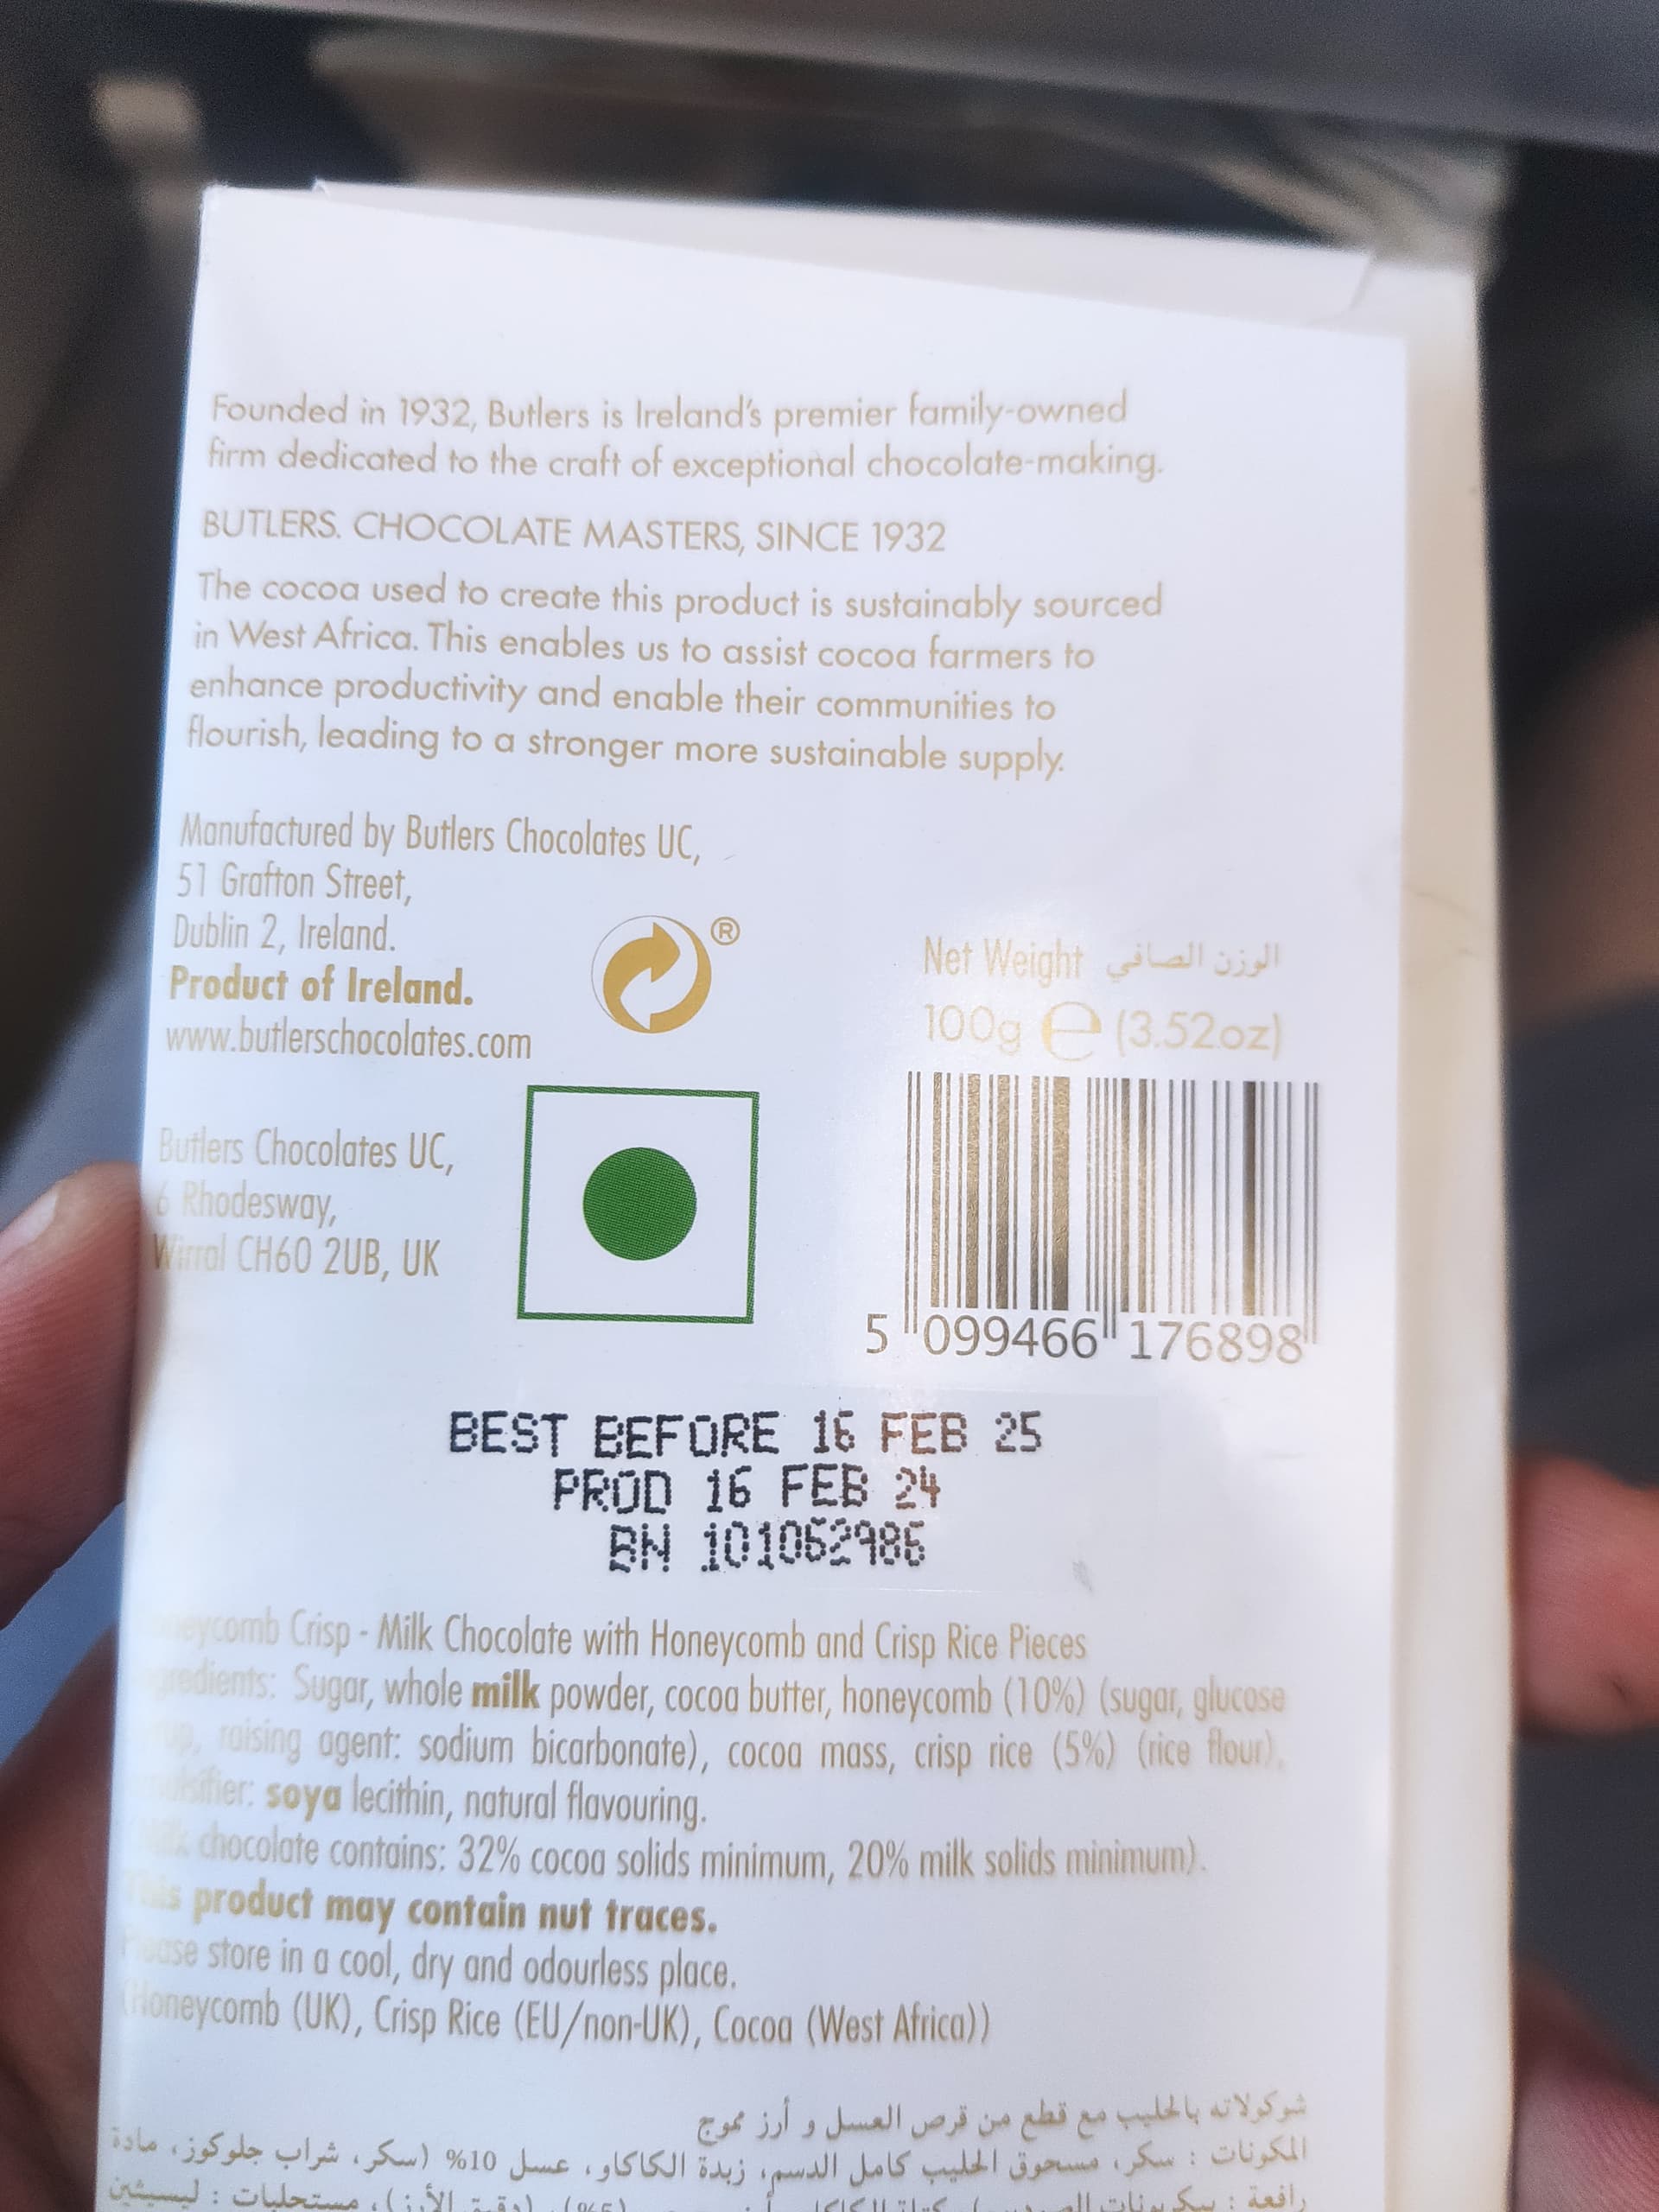 Founded in 1932, Butlers is Ireland's premier family-owned
firm dedicated to the craft of exceptional chocolate-making.
BUTLERS. CHOCOLATE MASTERS, SINCE 1932
The cocoa used to create this product is sustainably sourced
in West Africa. This enables us to assist cocoa farmers to
enhance productivity and enable their communities to
flourish, leading to a stronger more sustainable supply.
Manufactured by Butlers Chocolates UC,
51 Grafton Street,
Dublin 2, Ireland.
Product of Ireland.
www.butlerschocolates.com
®
Net Weight الوزن الصافي
100g ℮ (3.52oz)
Butlers Chocolates UC,
6 Rhodesway,
Wirral CH60 2UB, UK
5 099466 176898
BEST BEFORE 16 FEB 25
PROD 16 FEB 24
BN 101052986
Crisp - Milk Chocolate with Honeycomb and Crisp Rice Pieces
Sugar, whole milk powder, cocoa butter, honeycomb (10%) (sugar, glucose
raising agent: sodium bicarbonate), cocoa mass, crisp rice (5%) (rice flour),
soya lecithin, natural flavouring.
chocolate contains: 32% cocoa solids minimum, 20% milk solids minimum).
This product may contain nut traces.
Please store in a cool, dry and odourless place.
(Honeycomb (UK), Crisp Rice (EU/non-UK), Cocoa (West Africa))
شوكولاته بالحليب مع قطع من قرص العسل و أرز مموج
المكونات : سكر، مسحوق الحليب كامل الدسم، زبدة الكاكاو، عسل 10% (سكر، شراب جلوكوز، مادة
رافعة : (دقيق الأرز)، مستحلبات : ليسيثين